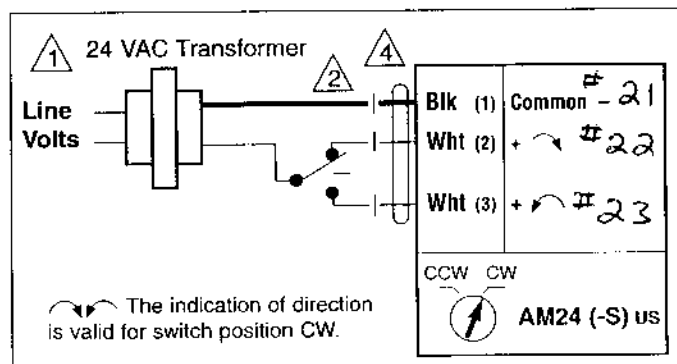 1 24 VAC Transformer
2
4
Line
Volts
Blk (1) Common - #21
Wht (2) + #22
Wht (3) + #23
CCW CW
AM24 (-S) US
The indication of direction
is valid for switch position CW.